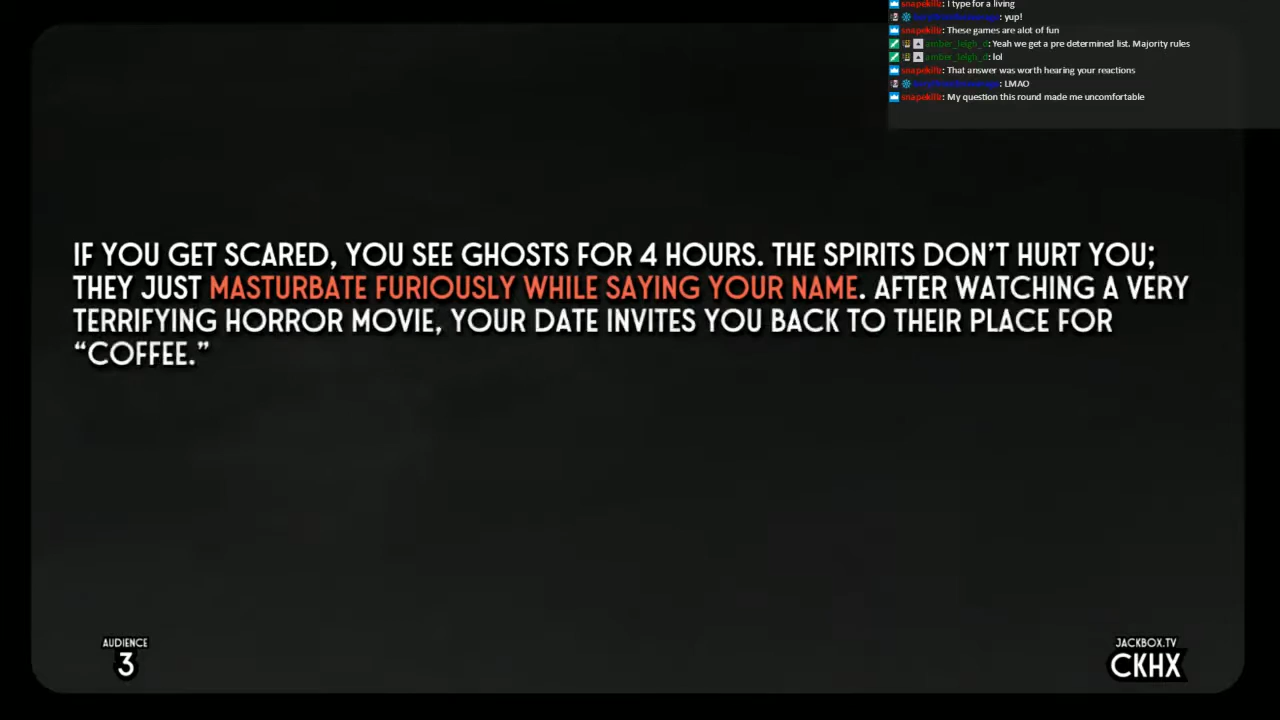 snapekillz: I type for a living
: yup!
snapekillz: These games are alot of fun
amber_leigh_d: Yeah we get a pre determined list. Majority rules
amber_leigh_d: lol
snapekillz: That answer was worth hearing your reactions
: LMAO
snapekillz: My question this round made me uncomfortable
IF YOU GET SCARED, YOU SEE GHOSTS FOR 4 HOURS. THE SPIRITS DON'T HURT YOU;
THEY JUST MASTURBATE FURIOUSLY WHILE SAYING YOUR NAME. AFTER WATCHING A VERY
TERRIFYING HORROR MOVIE, YOUR DATE INVITES YOU BACK TO THEIR PLACE FOR
“COFFEE.”
AUDIENCE
3
JACKBOX.TV
CKHX